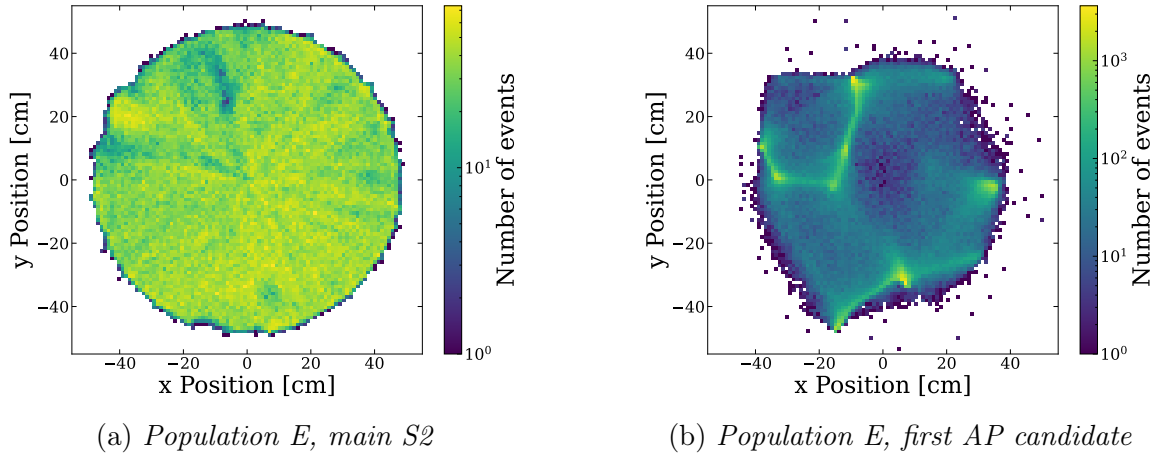 40
20
0
−20
−40
−40 −20 0 20 40
x Position [cm]
y Position [cm]
10¹
10⁰
Number of events
(a) Population E, main S2
40
20
0
−20
−40
−40 −20 0 20 40
x Position [cm]
y Position [cm]
10³
10²
10¹
10⁰
Number of events
(b) Population E, first AP candidate